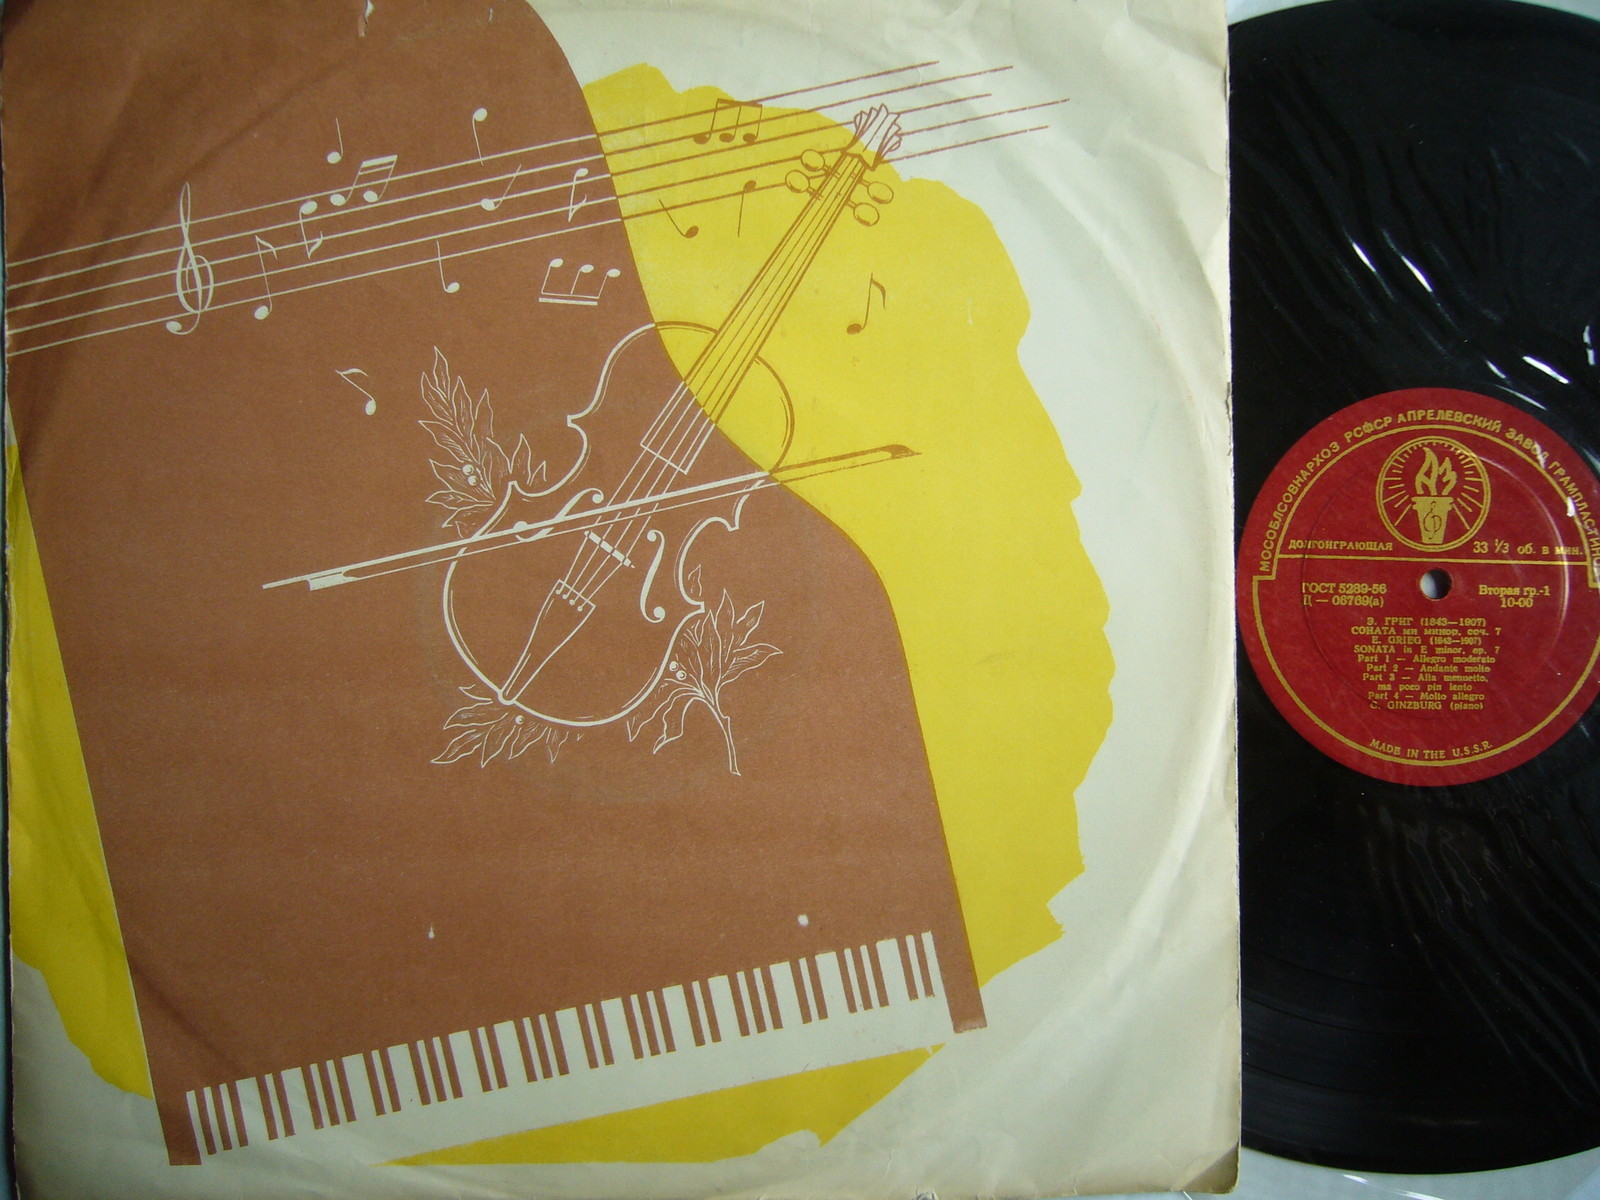 МОСОБЛСОВНАРХОЗ РСФСР АПРЕЛЕВСКИЙ ЗАВОД ГРАМПЛАСТИНОК
АЗ
ДОЛГОИГРАЮЩАЯ 33 1/3 об. в мин.
ГОСТ 5289-56 Вторая гр.-1
Д — 06769(а) 10-00
Э. ГРИГ (1843—1907)
СОНАТА ми минор, соч. 7
E. GRIEG (1843—1907)
SONATA in E minor, op. 7
Part 1 — Allegro moderato
Part 2 — Andante molto
Part 3 — Alla menuetto,
ma poco piu lento
Part 4 — Molto allegro
G. GINZBURG (piano)
MADE IN THE U.S.S.R.